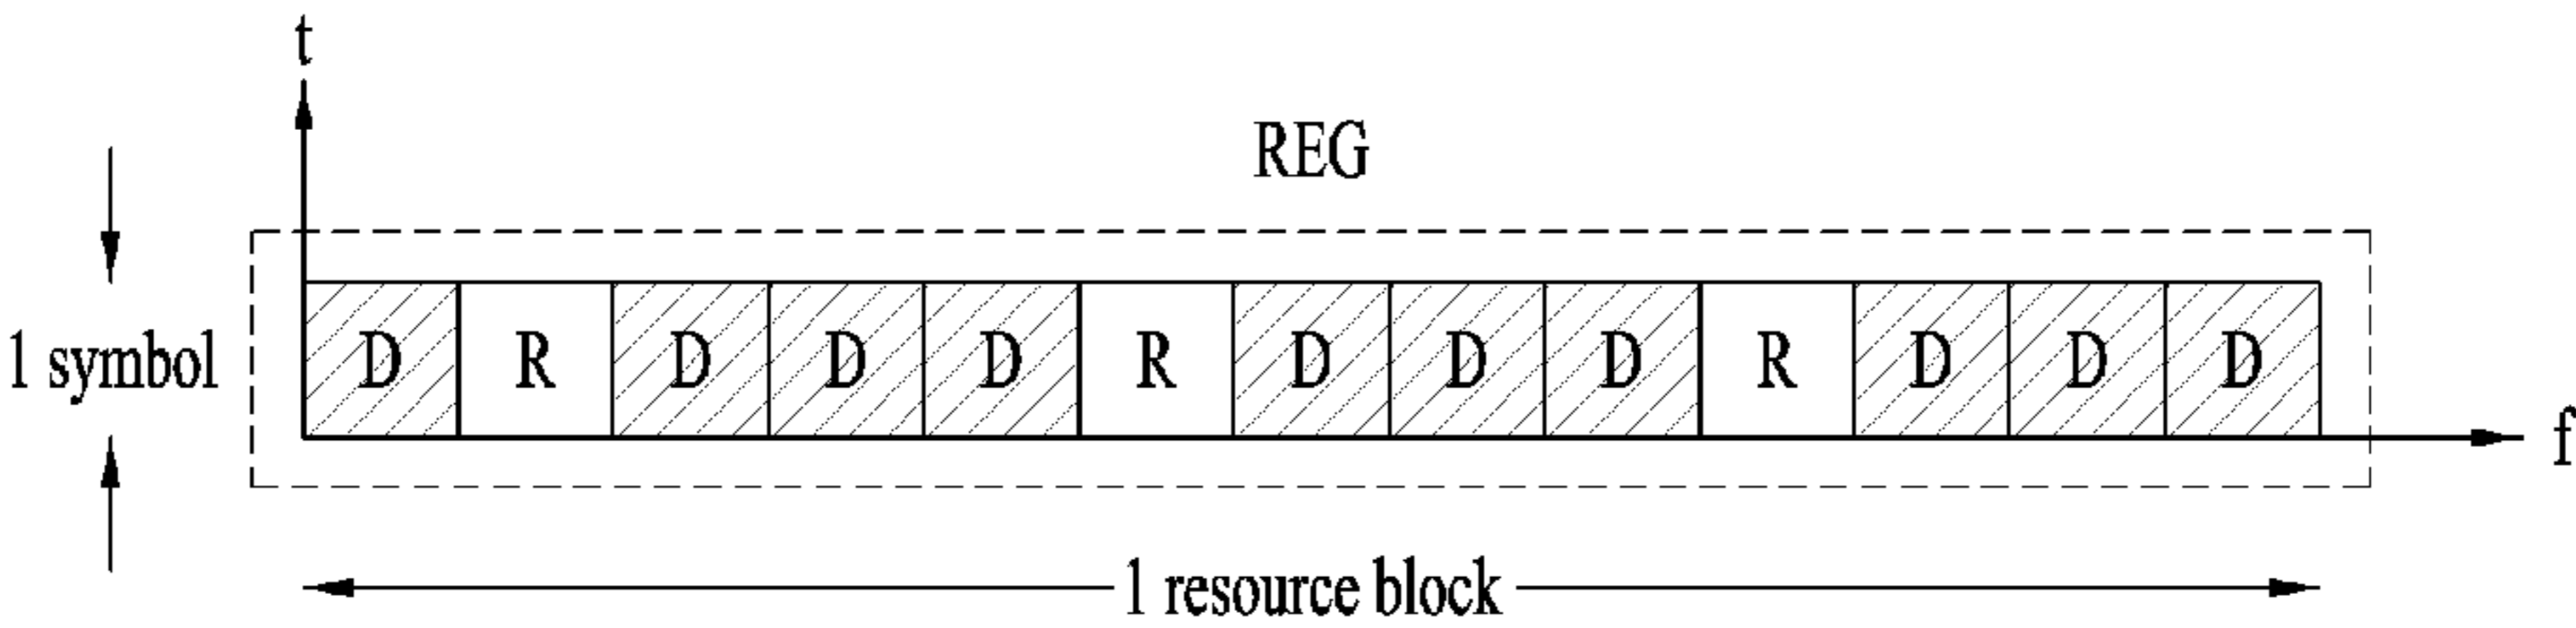 t
REG
1 symbol
D R D D D R D D D R D D D
f
1 resource block